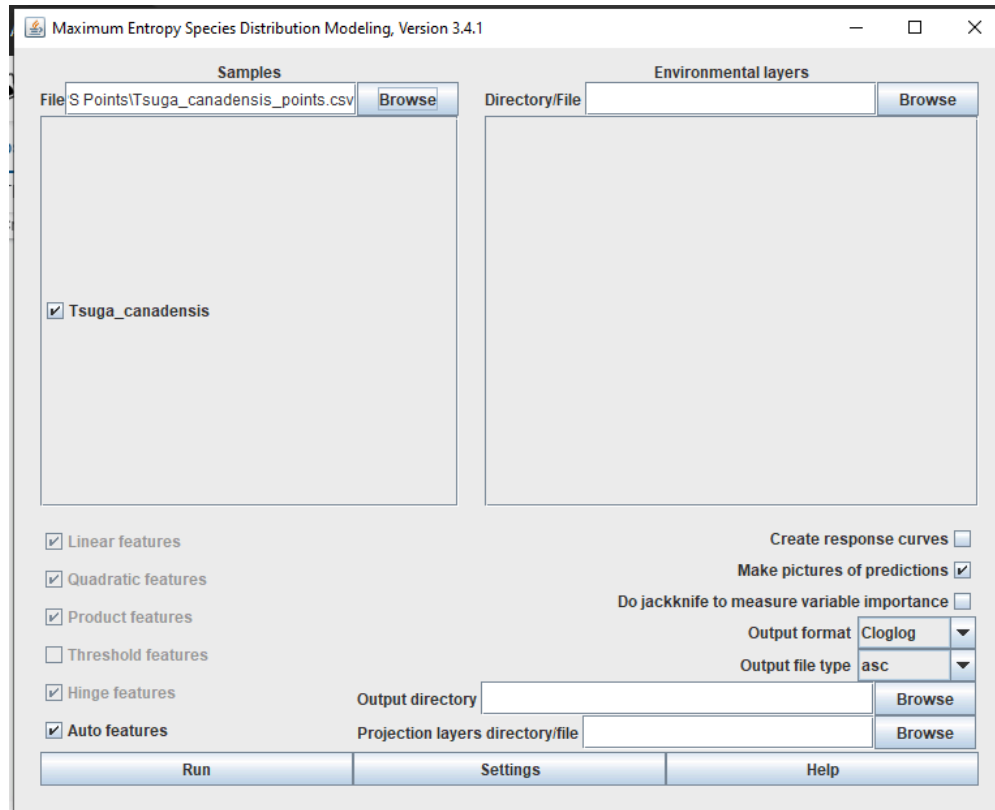 Maximum Entropy Species Distribution Modeling, Version 3.4.1
Samples
File S Points\Tsuga_canadensis_points.csv Browse
Tsuga_canadensis
Environmental layers
Directory/File Browse
Linear features
Quadratic features
Product features
Threshold features
Hinge features
Auto features
Create response curves
Make pictures of predictions
Do jackknife to measure variable importance
Output format Cloglog
Output file type asc
Output directory Browse
Projection layers directory/file Browse
Run Settings Help